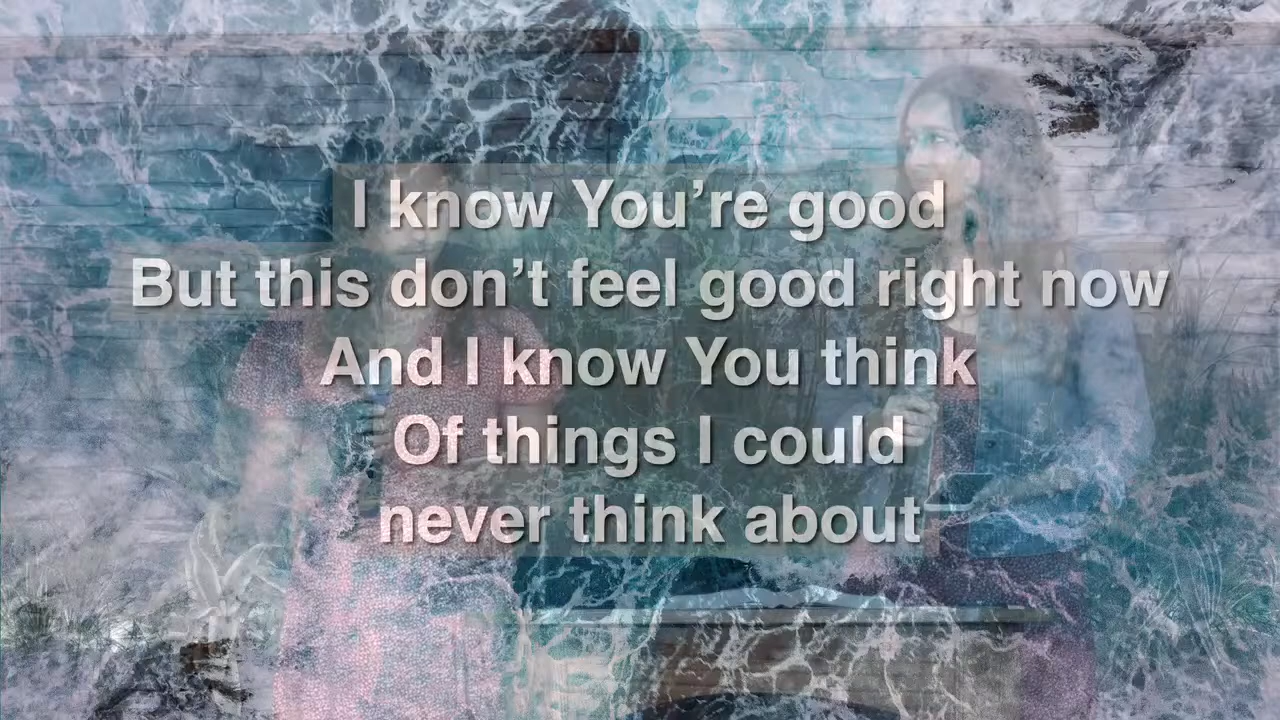 I know You’re good
But this don’t feel good right now
And I know You think
Of things I could
never think about